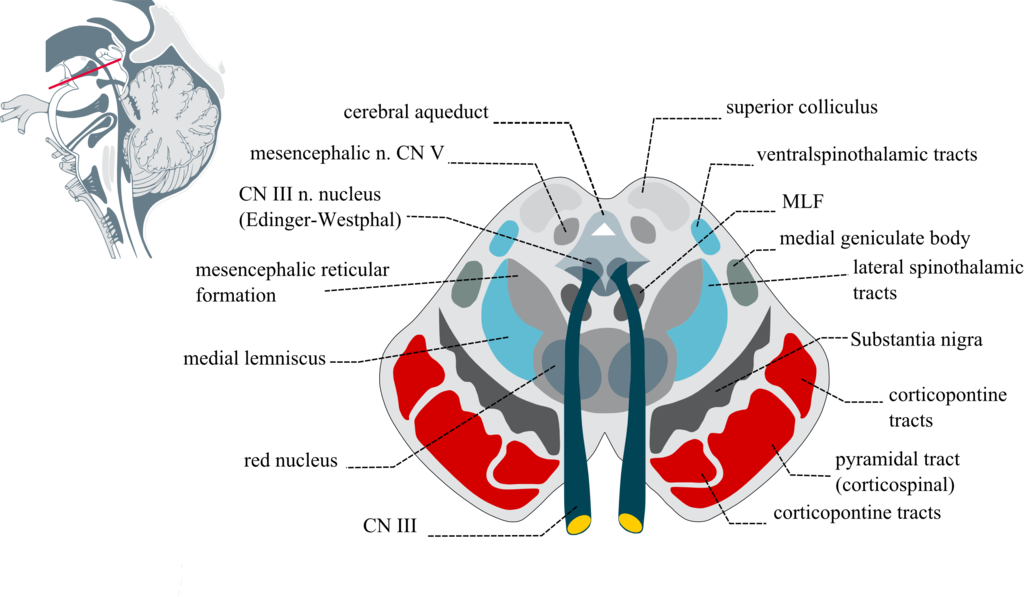 cerebral aqueduct
mesencephalic n. CN V
CN III n. nucleus
(Edinger-Westphal)
mesencephalic reticular
formation
medial lemniscus
red nucleus
CN III
superior colliculus
ventralspinothalamic tracts
MLF
medial geniculate body
lateral spinothalamic
tracts
Substantia nigra
corticopontine
tracts
pyramidal tract
(corticospinal)
corticopontine tracts